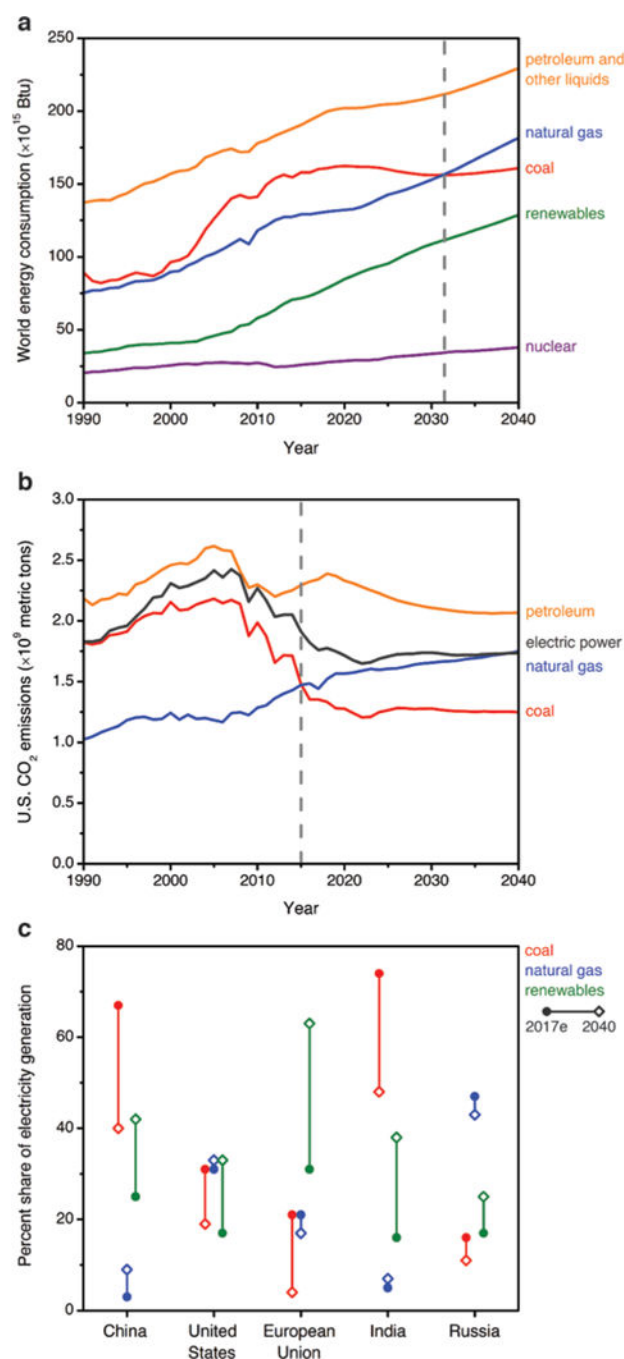 a
World energy consumption (×10¹⁵ Btu)
250
200
150
100
50
0
petroleum and
other liquids
natural gas
coal
renewables
nuclear
1990
2000
2010
2020
2030
2040
Year
b
U.S. CO₂ emissions (×10⁹ metric tons)
3.0
2.5
2.0
1.5
1.0
0.5
0.0
petroleum
electric power
natural gas
coal
1990
2000
2010
2020
2030
2040
Year
c
Percent share of electricity generation
80
60
40
20
0
coal
natural gas
renewables
2017e 2040
China
United
States
European
Union
India
Russia